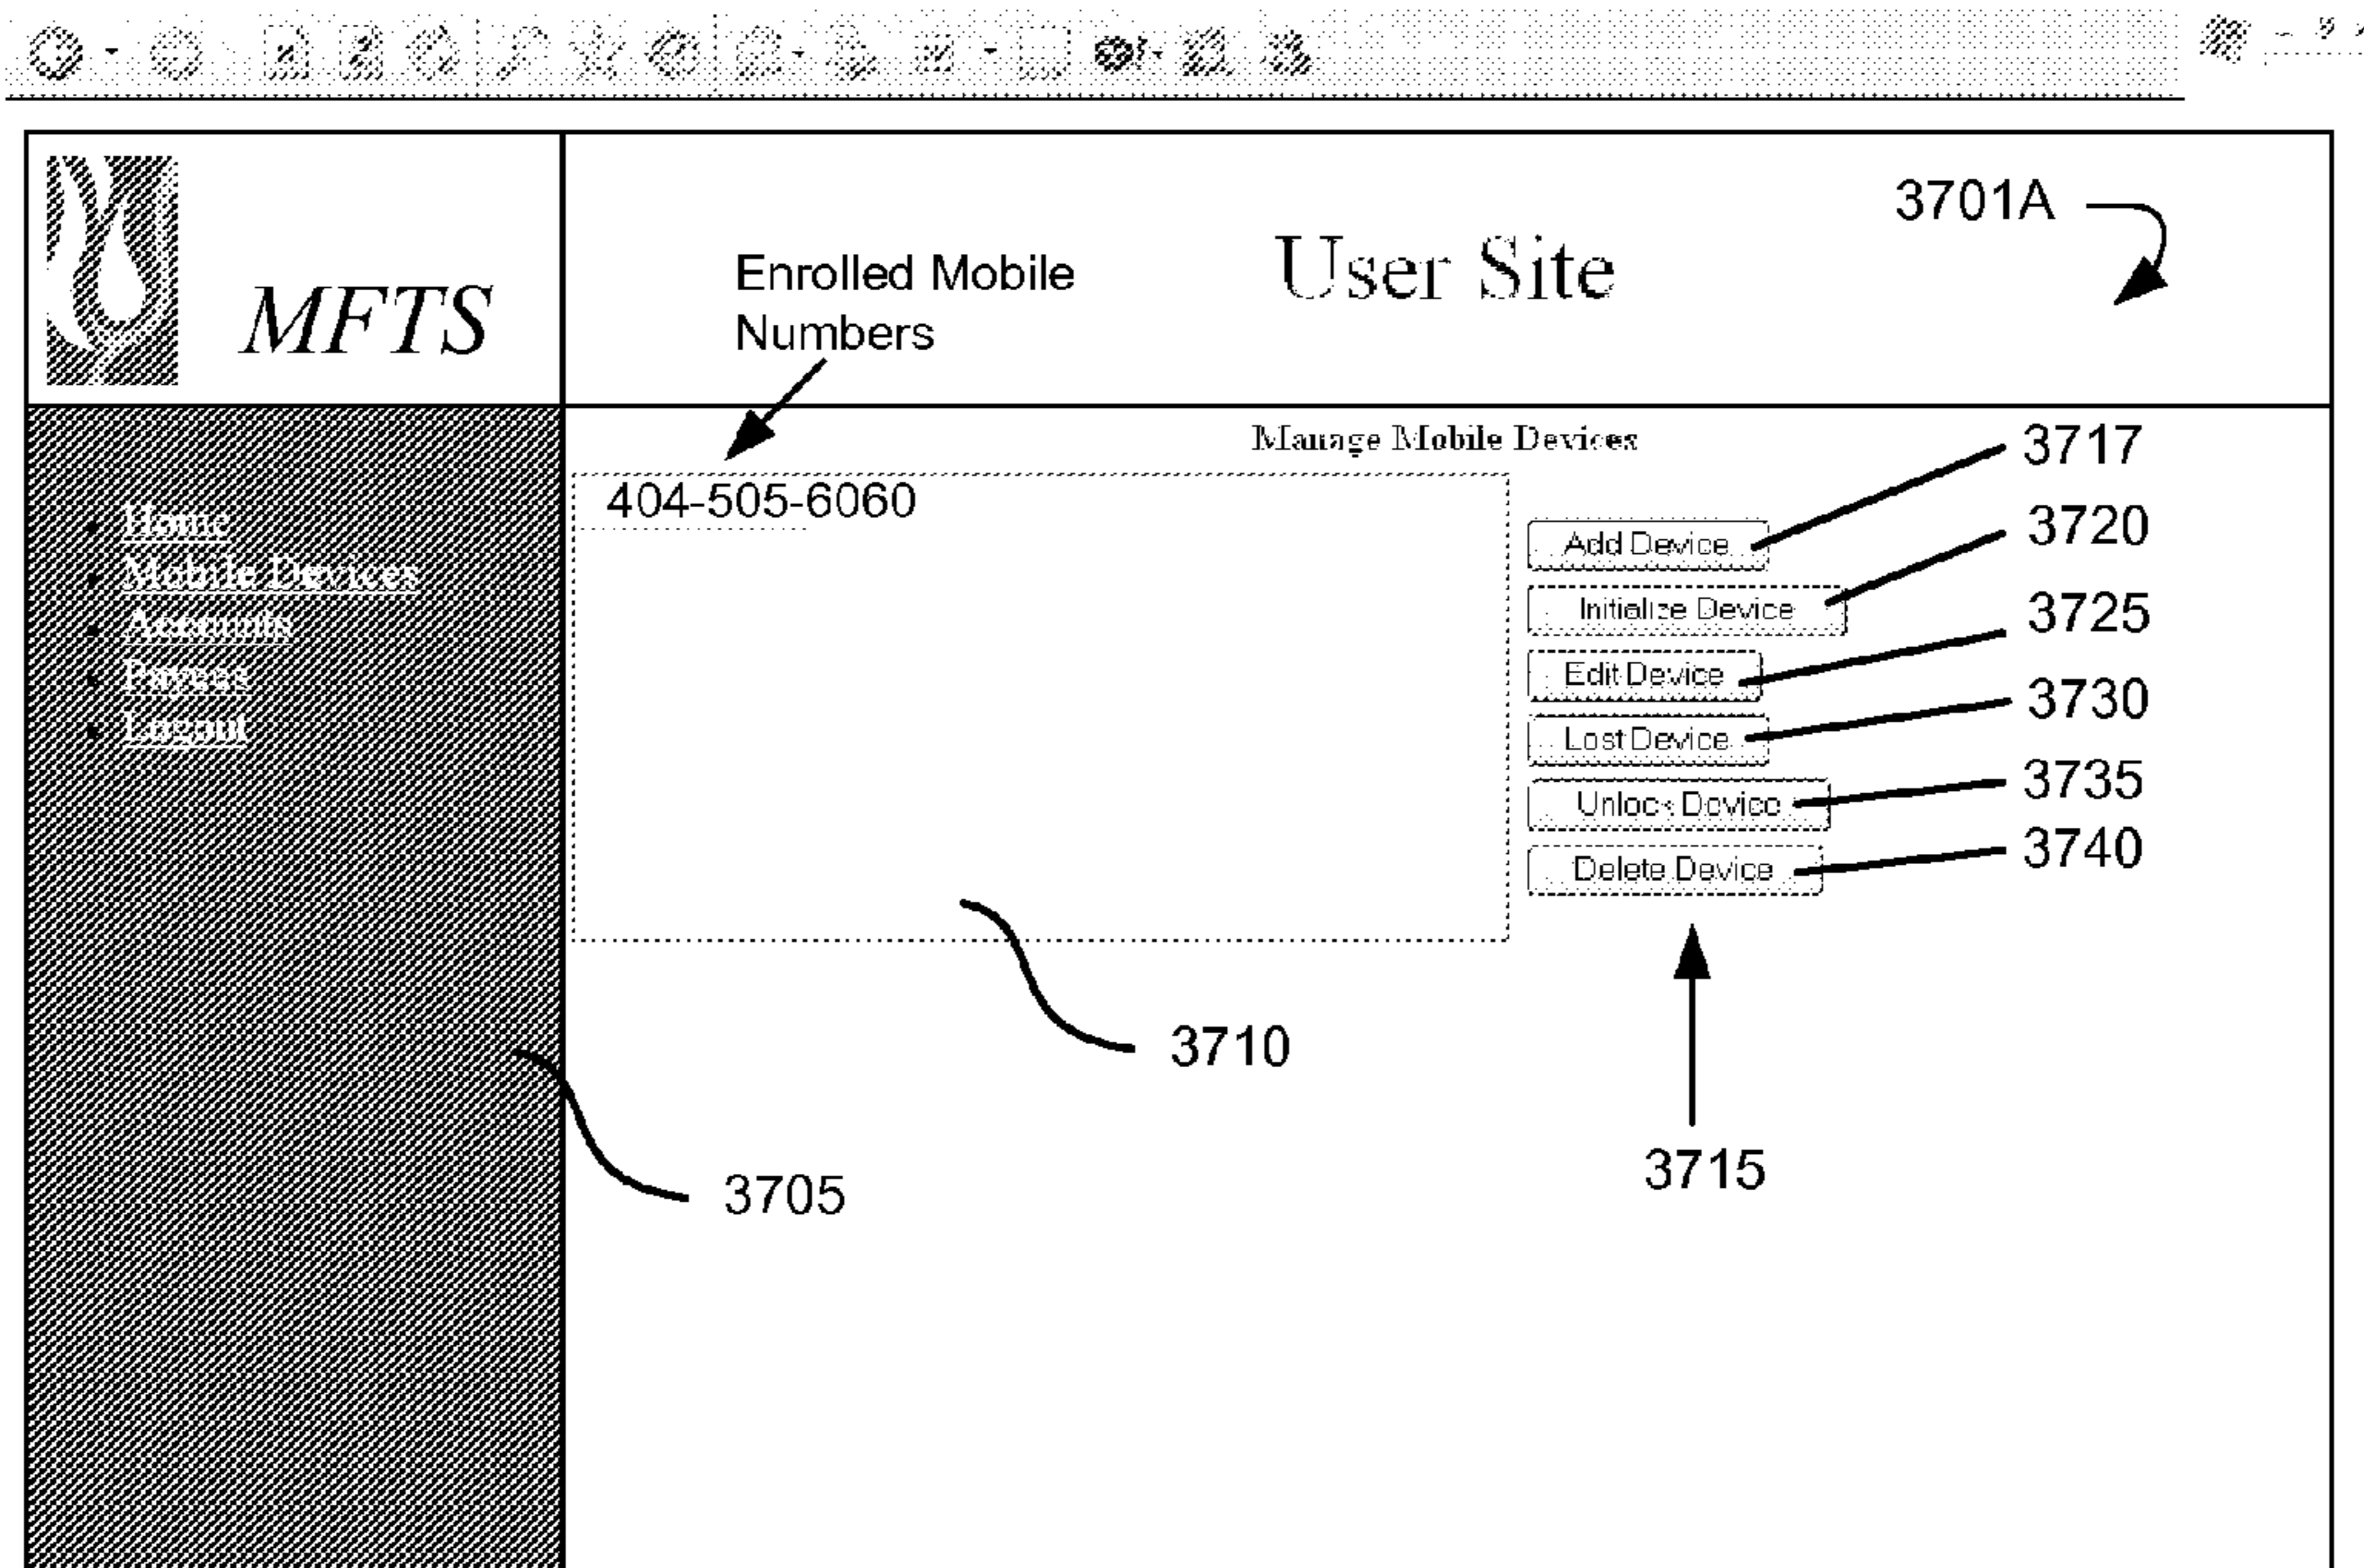 3701A
Enrolled Mobile
Numbers
User Site
MFTS
Manage Mobile Devices
3717
404-505-6060
Home
Mobile Devices
Accounts
Payees
Logout
Add Device
3720
Initialize Device
3725
Edit Device
3730
Lost Device
3735
Unlock Device
3740
Delete Device
3710
3715
3705